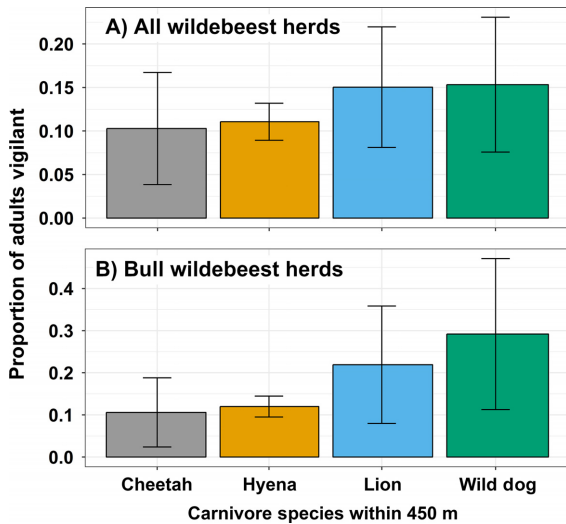 A) All wildebeest herds
0.20
0.15
0.10
0.05
0.00
Proportion of adults vigilant
B) Bull wildebeest herds
0.4
0.3
0.2
0.1
0.0
Cheetah Hyena Lion Wild dog
Carnivore species within 450 m